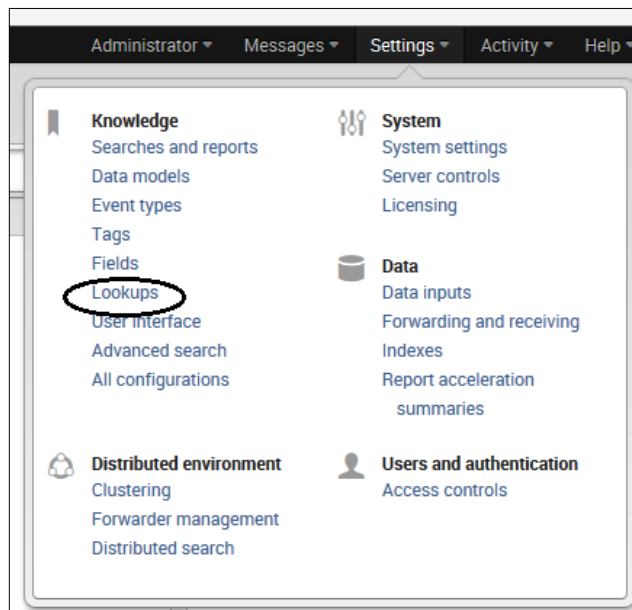 Administrator Messages Settings Activity Help
Knowledge
Searches and reports
Data models
Event types
Tags
Fields
Lookups
User interface
Advanced search
All configurations
System
System settings
Server controls
Licensing
Data
Data inputs
Forwarding and receiving
Indexes
Report acceleration
summaries
Distributed environment
Clustering
Forwarder management
Distributed search
Users and authentication
Access controls